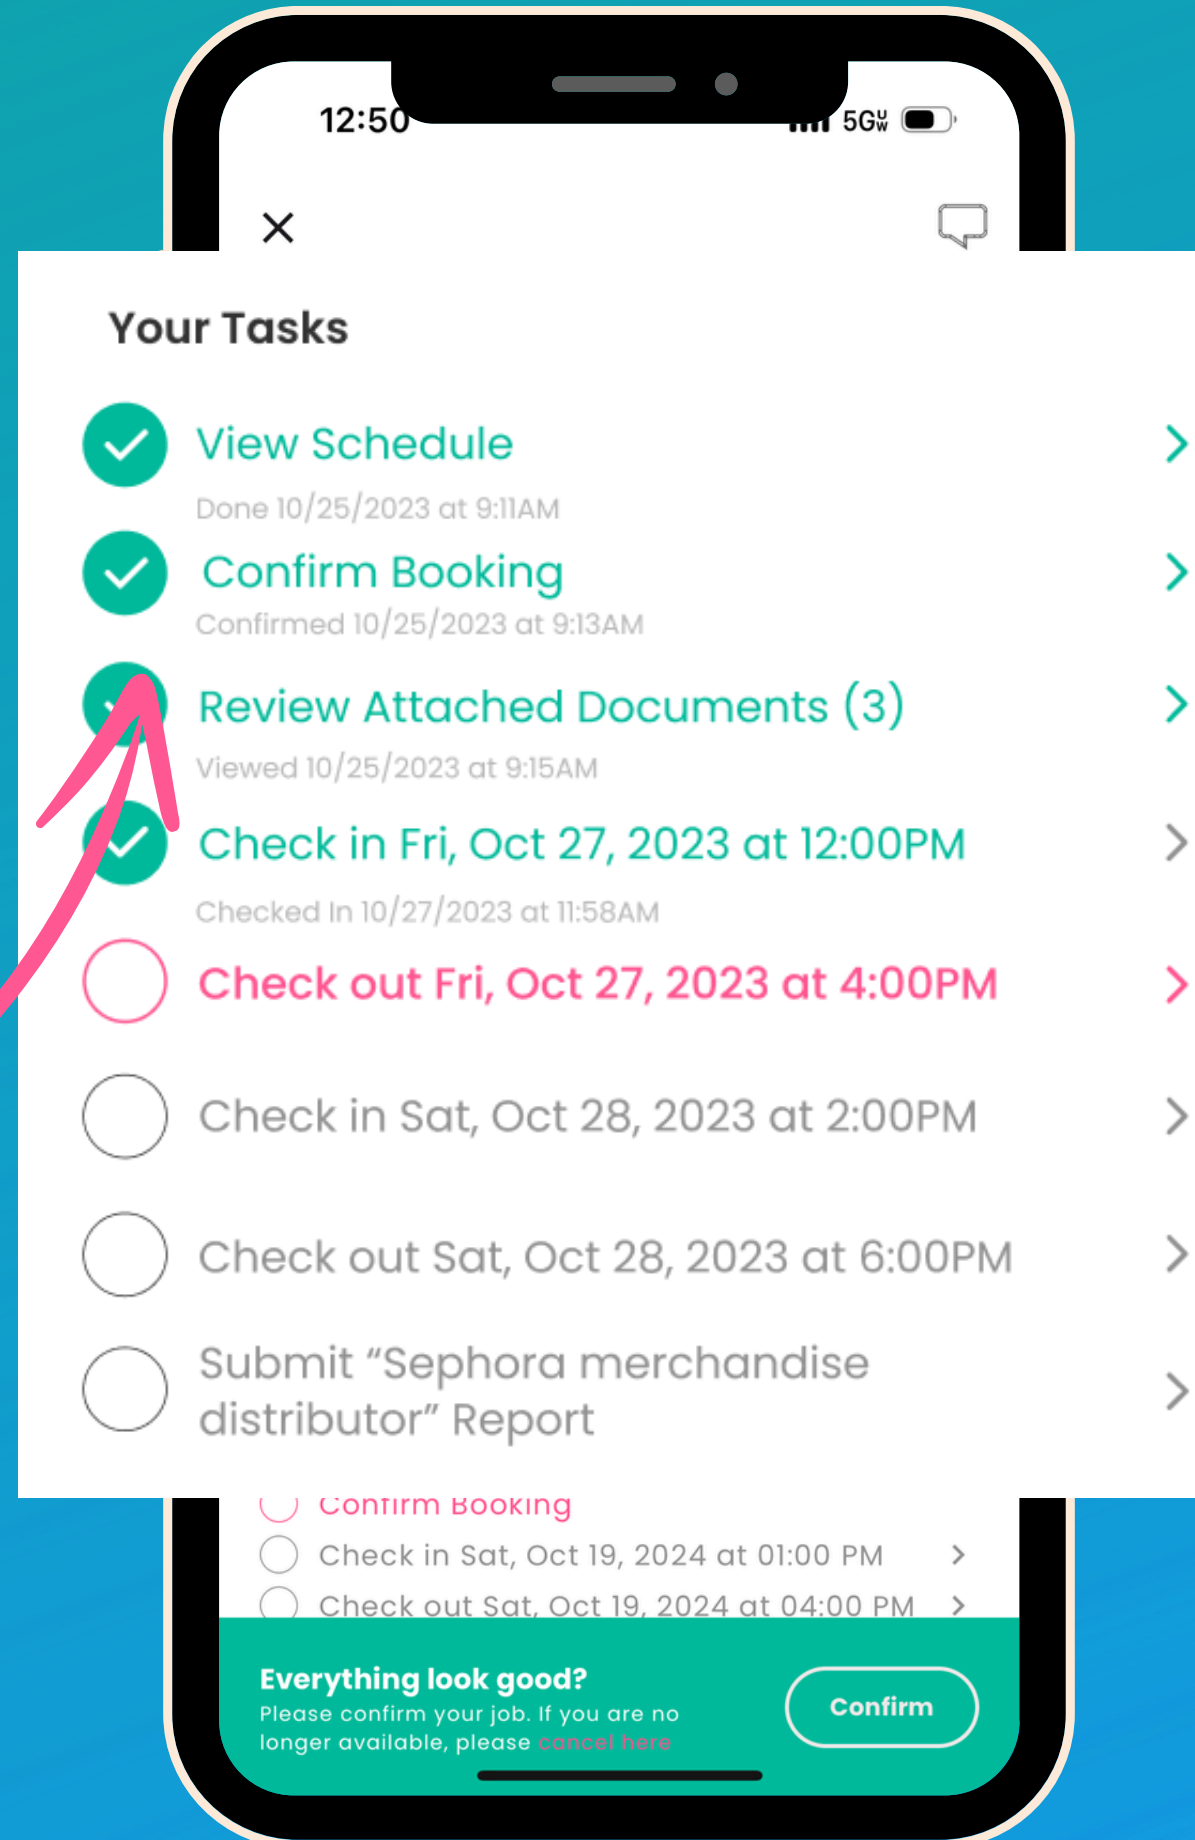 12:50
5GUW
Your Tasks
View Schedule
Done 10/25/2023 at 9:11AM
Confirm Booking
Confirmed 10/25/2023 at 9:13AM
Review Attached Documents (3)
Viewed 10/25/2023 at 9:15AM
Check in Fri, Oct 27, 2023 at 12:00PM
Checked In 10/27/2023 at 11:58AM
Check out Fri, Oct 27, 2023 at 4:00PM
Check in Sat, Oct 28, 2023 at 2:00PM
Check out Sat, Oct 28, 2023 at 6:00PM
Submit “Sephora merchandise
distributor” Report
Confirm Booking
Check in Sat, Oct 19, 2024 at 01:00 PM
Check out Sat, Oct 19, 2024 at 04:00 PM
Everything look good?
Please confirm your job. If you are no
longer available, please cancel here
Confirm